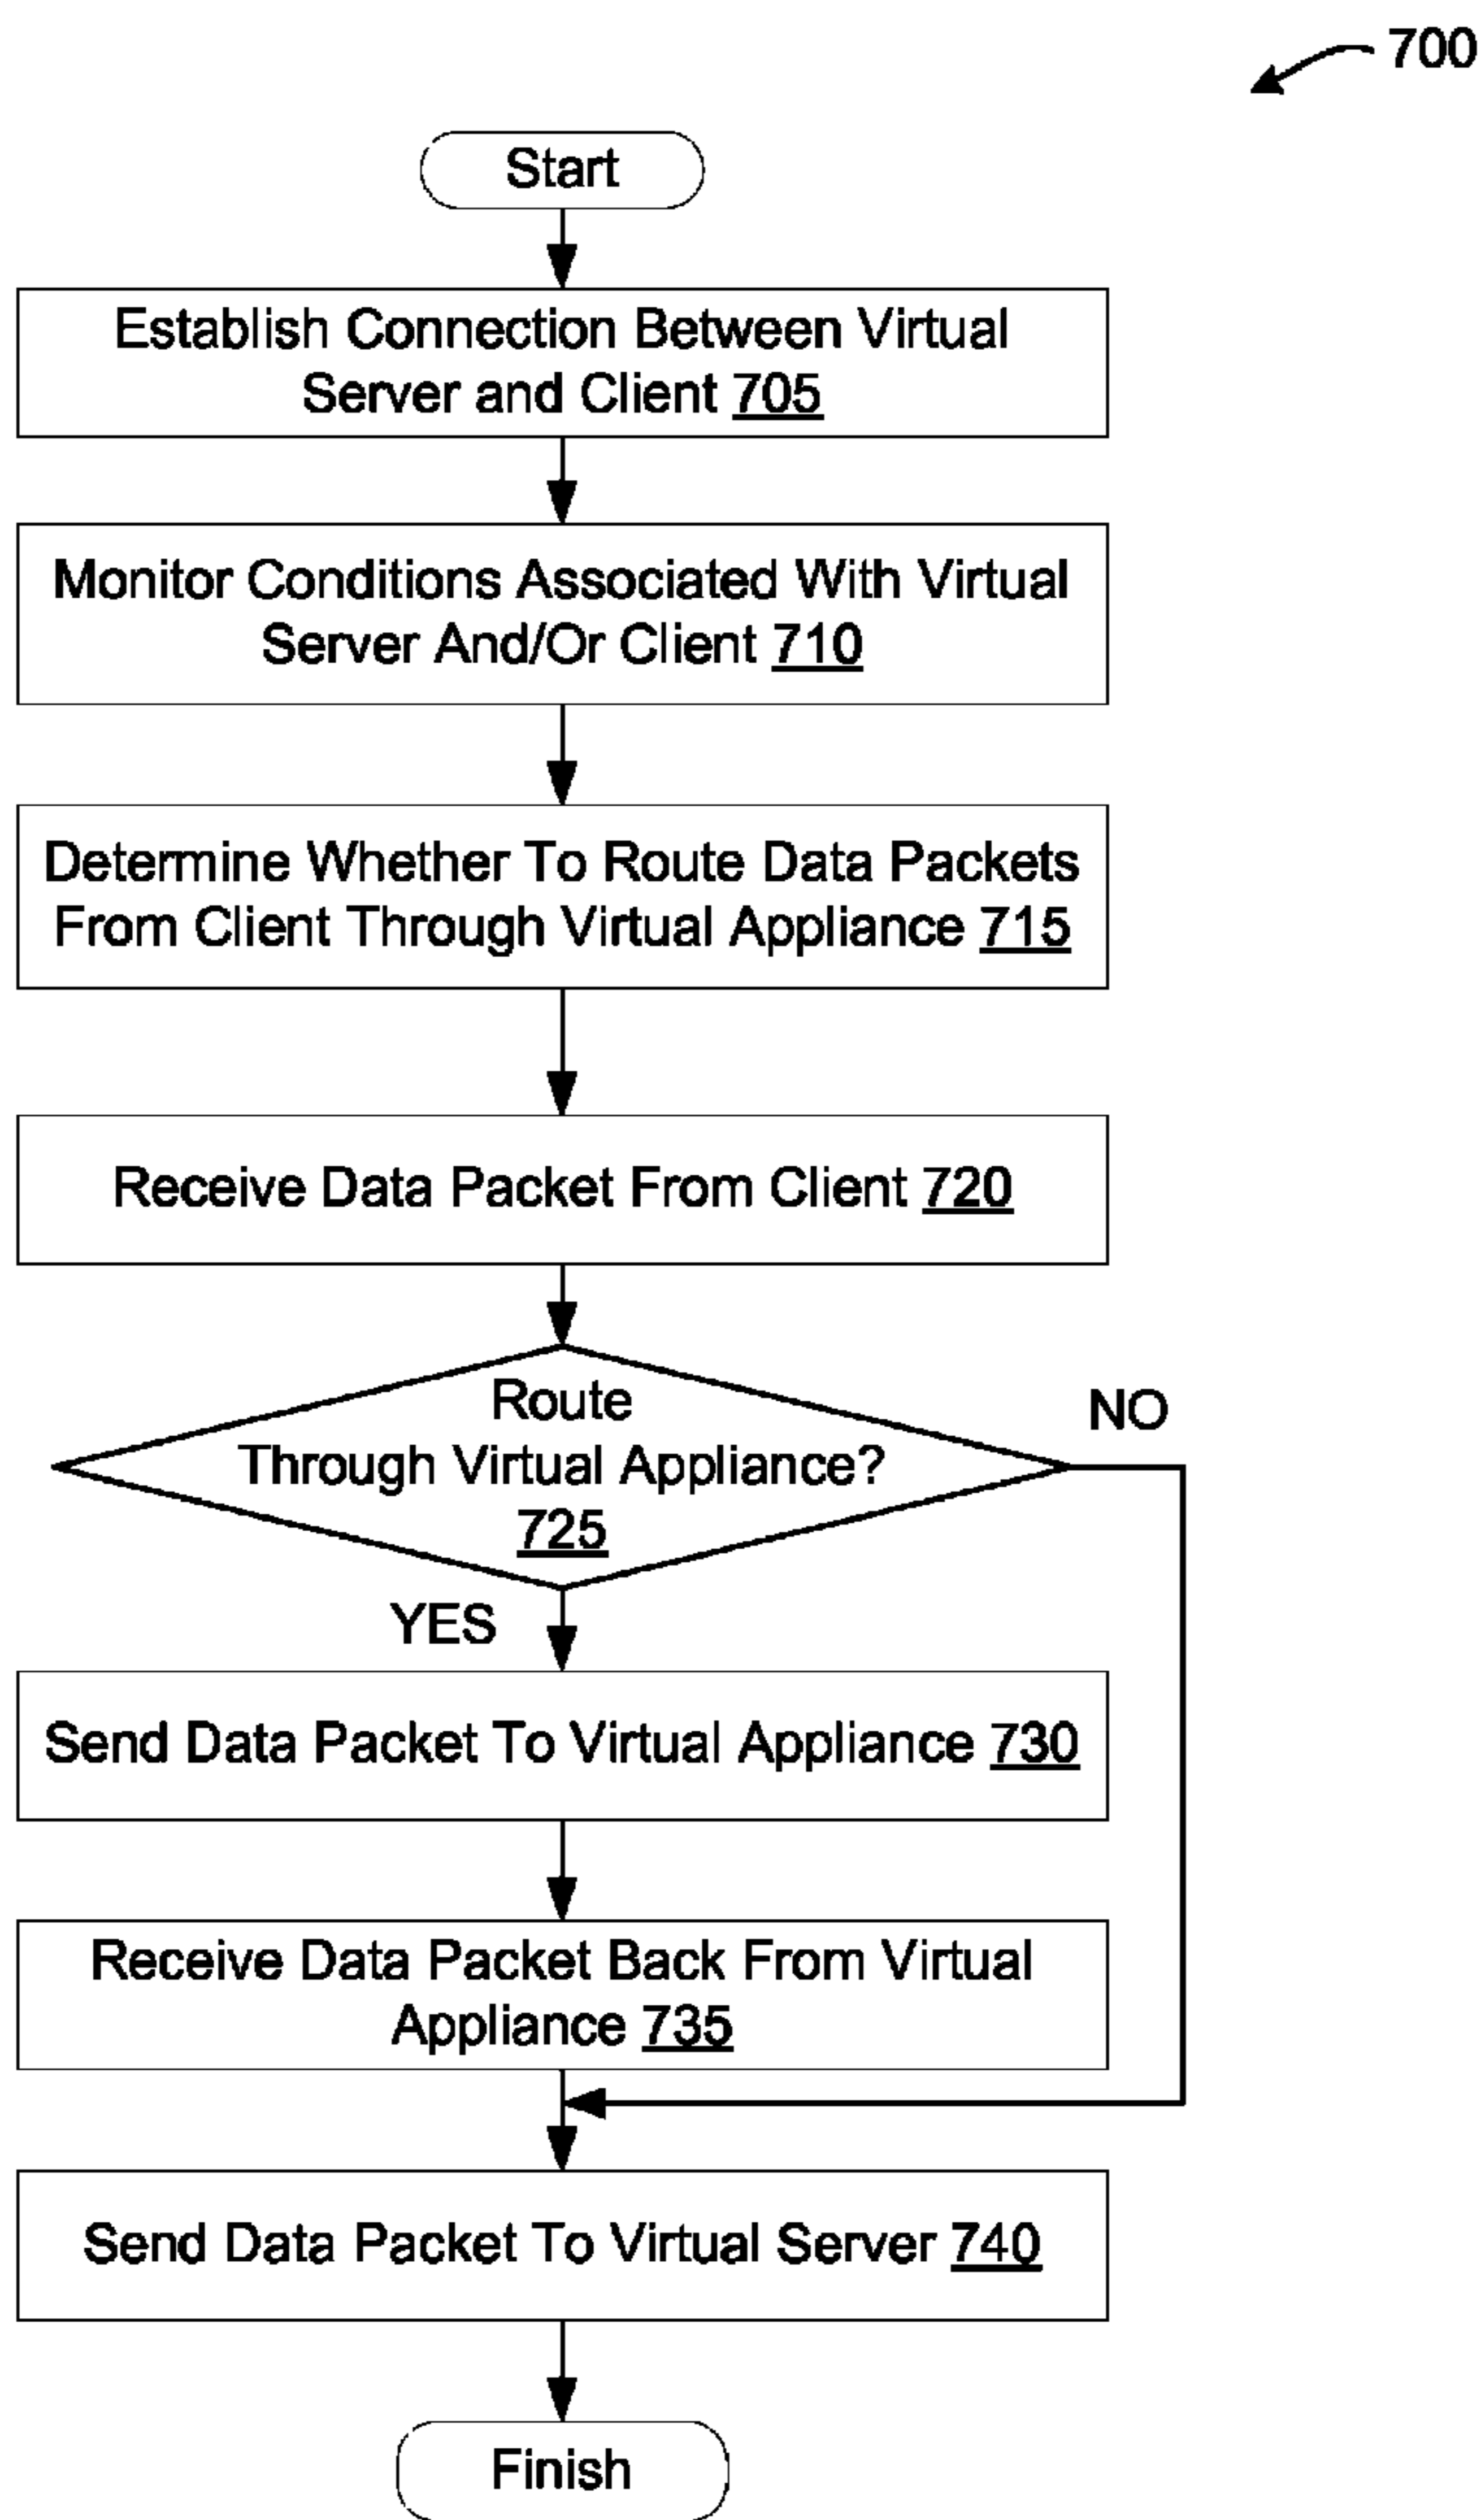 700
Start
Establish Connection Between Virtual
Server and Client 705
Monitor Conditions Associated With Virtual
Server And/Or Client 710
Determine Whether To Route Data Packets
From Client Through Virtual Appliance 715
Receive Data Packet From Client 720
Route
Through Virtual Appliance?
725
NO
YES
Send Data Packet To Virtual Appliance 730
Receive Data Packet Back From Virtual
Appliance 735
Send Data Packet To Virtual Server 740
Finish